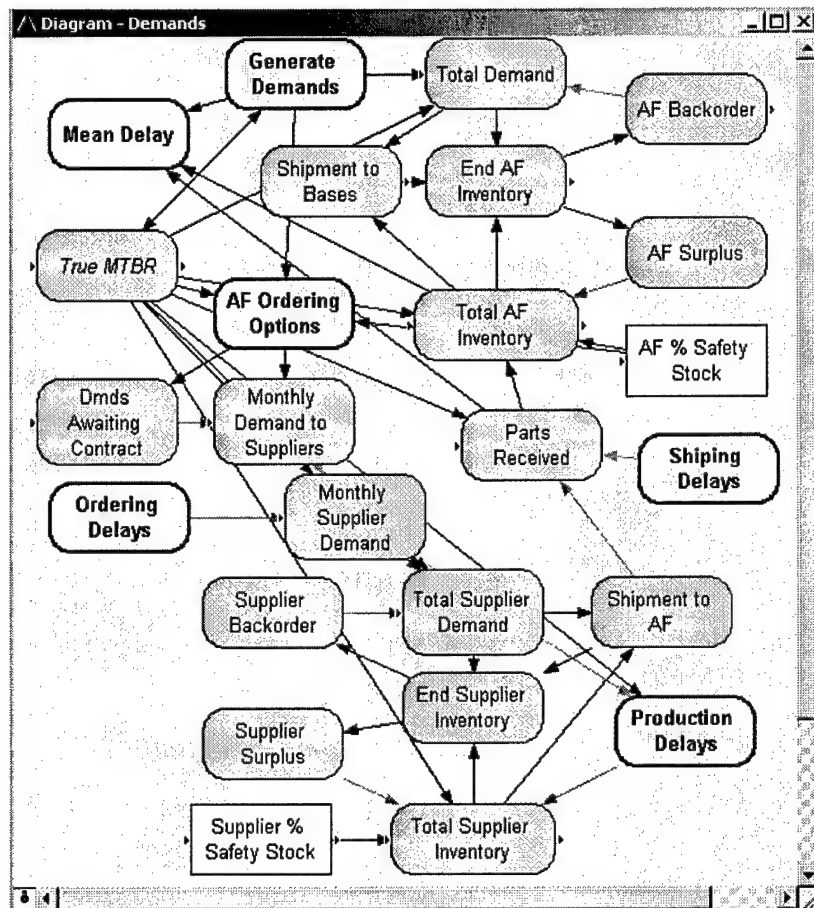 Diagram - Demands
Generate
Demands
Total Demand
AF Backorder
Mean Delay
Shipment to
Bases
End AF
Inventory
True MTBR
AF Surplus
AF Ordering
Options
Total AF
Inventory
AF % Safety
Stock
Dmds
Awaiting
Contract
Monthly
Demand to
Suppliers
Parts
Received
Shiping
Delays
Ordering
Delays
Monthly
Supplier
Demand
Supplier
Backorder
Total Supplier
Demand
Shipment to
AF
End Supplier
Inventory
Supplier
Surplus
Production
Delays
Supplier %
Safety Stock
Total Supplier
Inventory